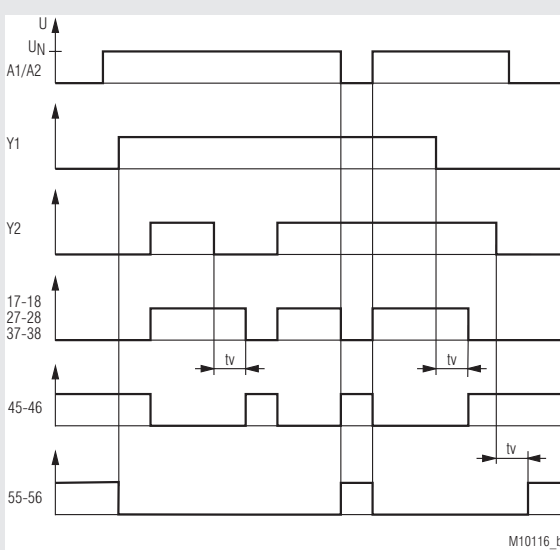 U
UN
A1/A2
Y1
Y2
17-18
27-28
37-38
tv
tv
45-46
tv
55-56
M10116_b